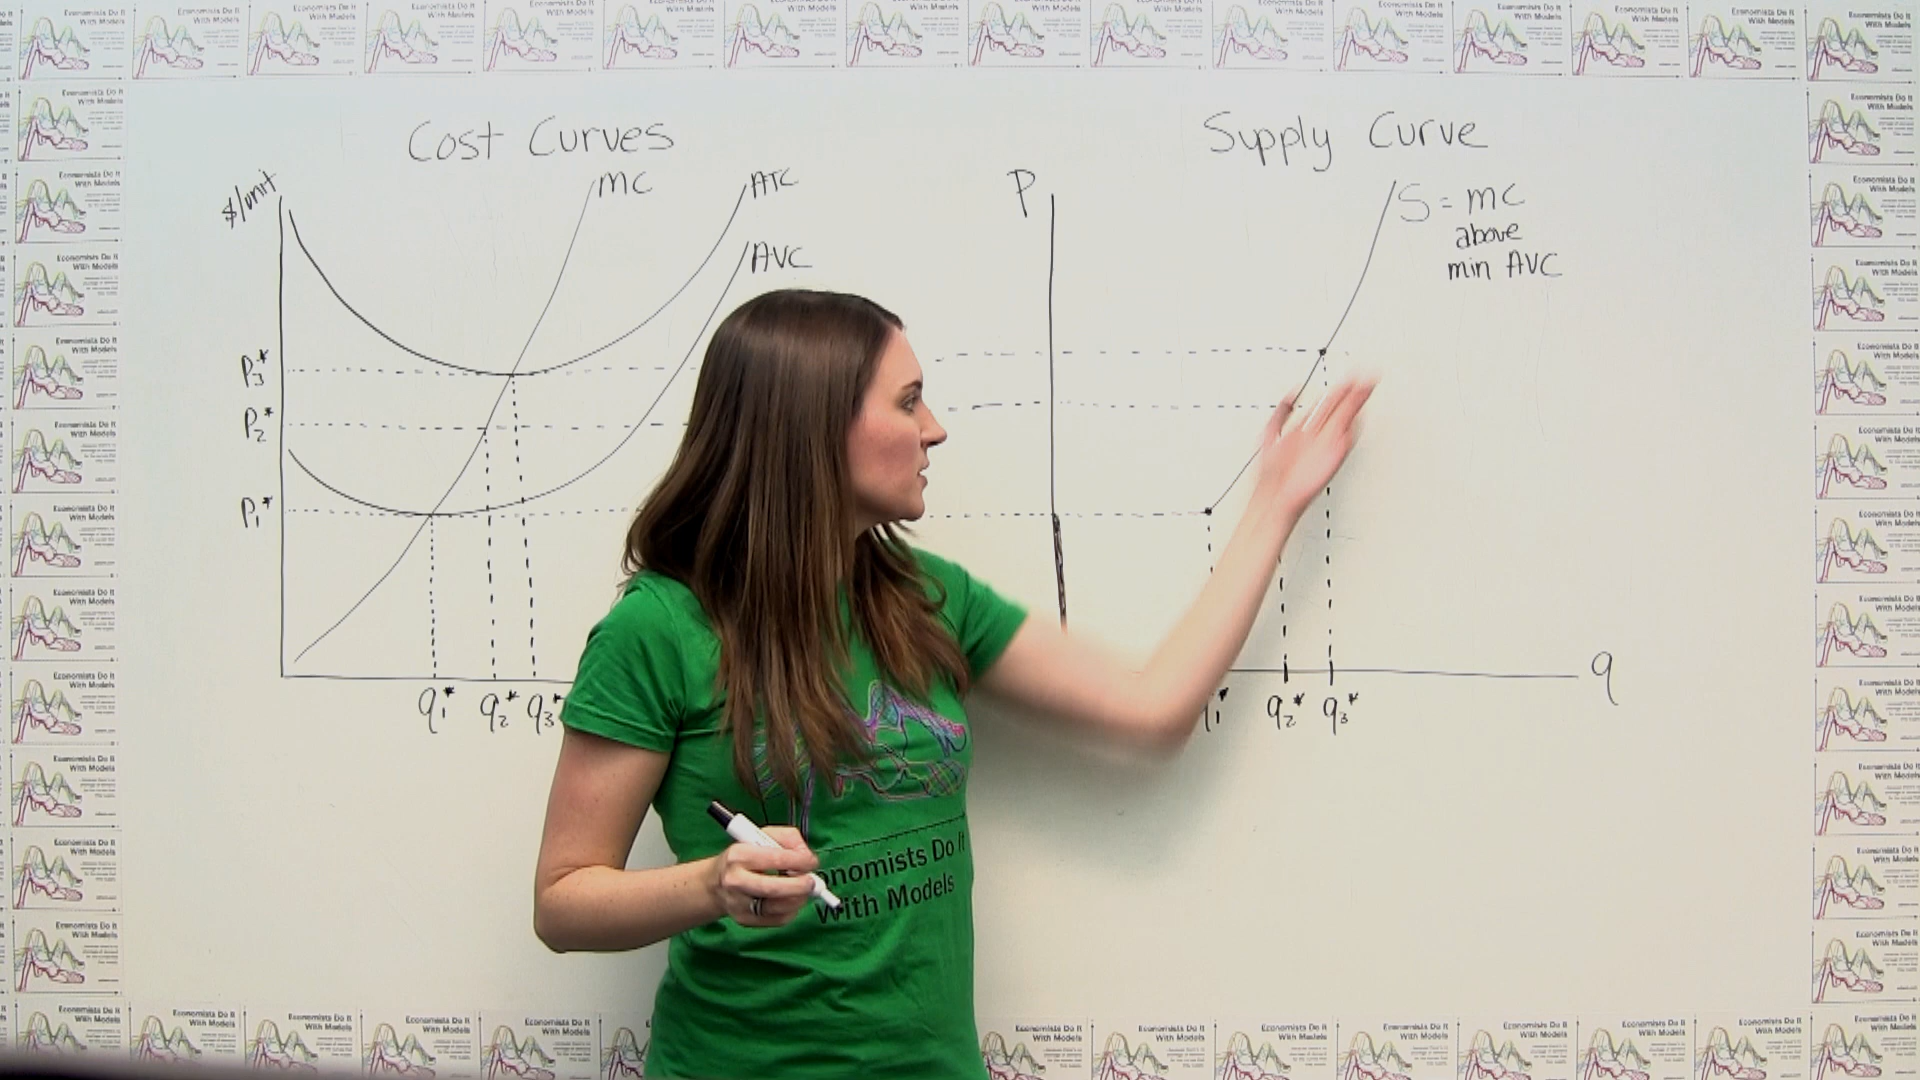 Cost Curves
$/unit
MC
ATC
AVC
P3*
P2*
P1*
q1* q2* q3*
Supply Curve
P
S = MC
above
min AVC
q2* q3*
q
Economists Do It
With Models